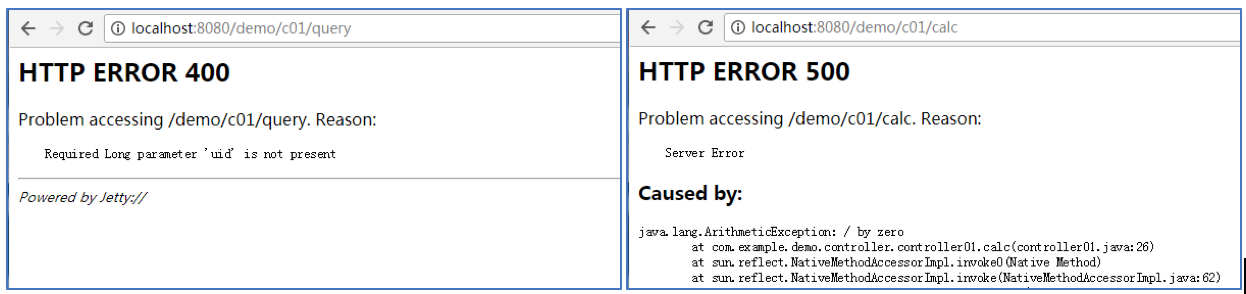 localhost:8080/demo/c01/query
HTTP ERROR 400
Problem accessing /demo/c01/query. Reason:
Required Long parameter 'uid' is not present
Powered by Jetty://
localhost:8080/demo/c01/calc
HTTP ERROR 500
Problem accessing /demo/c01/calc. Reason:
Server Error
Caused by:
java.lang.ArithmeticException: / by zero
at com.example.demo.controller.controller01.calc(controller01.java:26)
at sun.reflect.NativeMethodAccessorImpl.invoke0(Native Method)
at sun.reflect.NativeMethodAccessorImpl.invoke(NativeMethodAccessorImpl.java:62)